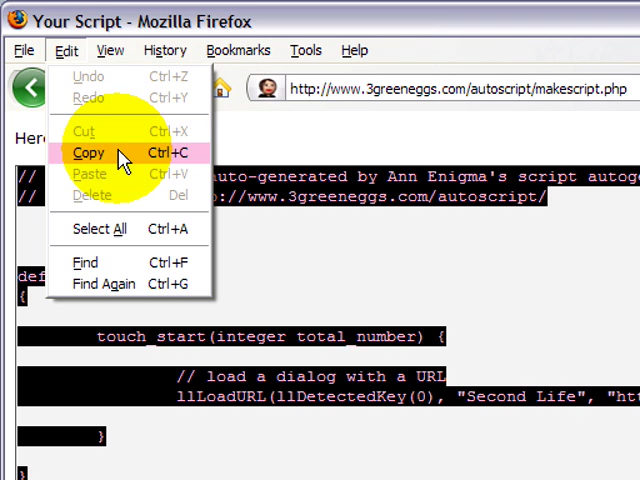 Your Script - Mozilla Firefox
File Edit View History Bookmarks Tools Help
Undo Ctrl+Z
Redo Ctrl+Y
http://www.3greeneggs.com/autoscript/makescript.php
Cut Ctrl+X
Copy Ctrl+C
Paste Ctrl+V
Delete Del
Select All Ctrl+A
Find Ctrl+F
Find Again Ctrl+G
Her
// auto-generated by Ann Enigma's script autoge
// p://www.3greeneggs.com/autoscript/
def
{
touch_start(integer total_number) {
// load a dialog with a URL
llLoadURL(llDetectedKey(0), "Second Life", "ht
}
}